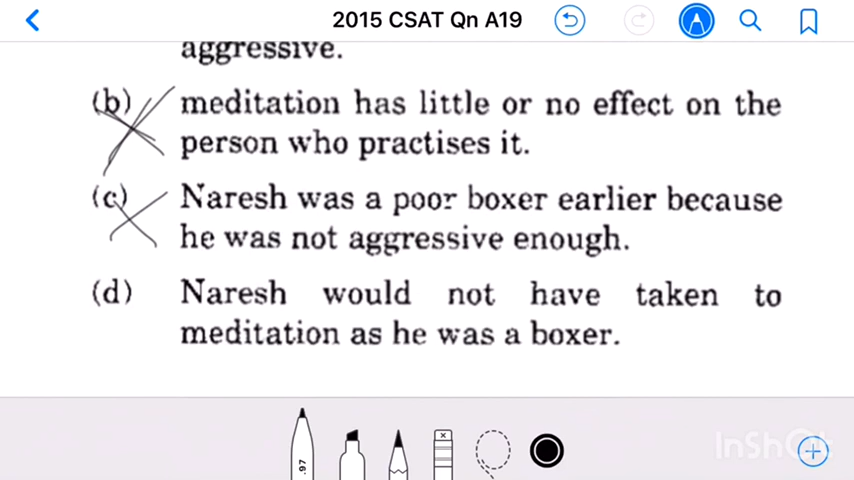 2015 CSAT Qn A19
aggressive.
(b) meditation has little or no effect on the
person who practises it.
(c) Naresh was a poor boxer earlier because
he was not aggressive enough.
(d) Naresh would not have taken to
meditation as he was a boxer.
.97
InShOt